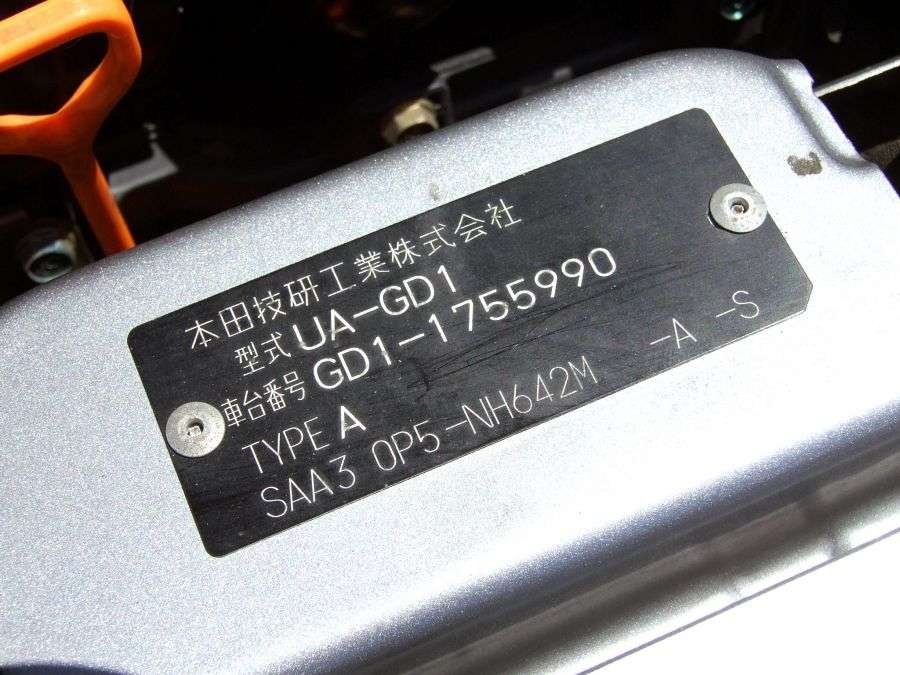 本田技研工業株式会社
型式 UA-GD1
車台番号 GD1-1755990
TYPE A
SAA3 0P5-NH642M -A -S